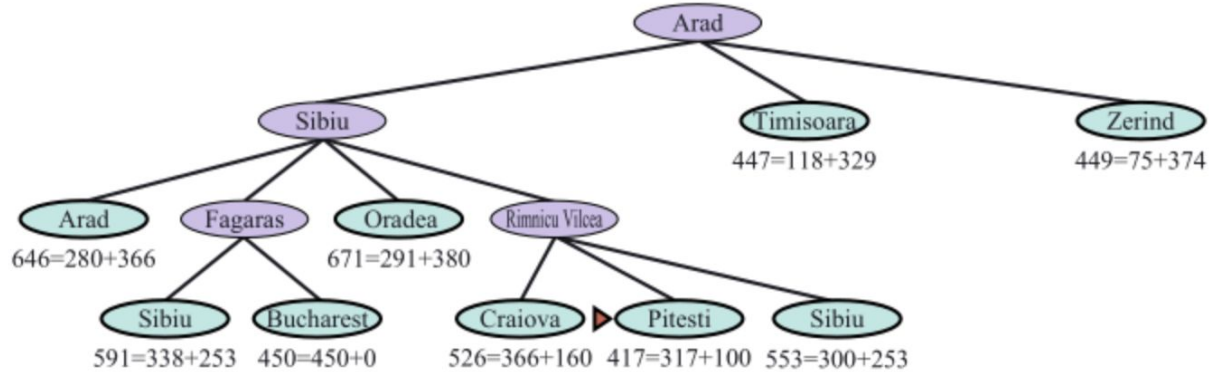 Arad
Sibiu
Timisoara
Zerind
447=118+329
449=75+374
Arad
Fagaras
Oradea
Rimnicu Vilcea
646=280+366
671=291+380
Sibiu
Bucharest
Craiova
Pitesti
Sibiu
591=338+253
450=450+0
526=366+160
417=317+100
553=300+253